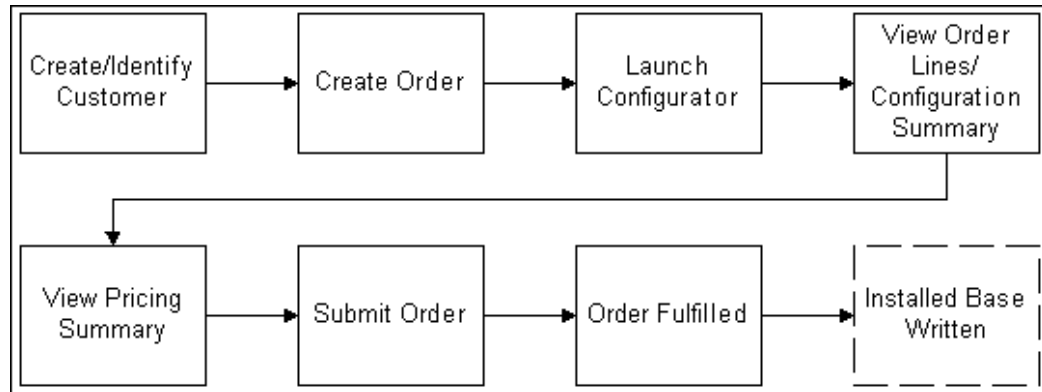 Create/Identify
Customer
Create Order
Launch
Configurator
View Order
Lines/
Configuration
Summary
View Pricing
Summary
Submit Order
Order Fulfilled
Installed Base
Written